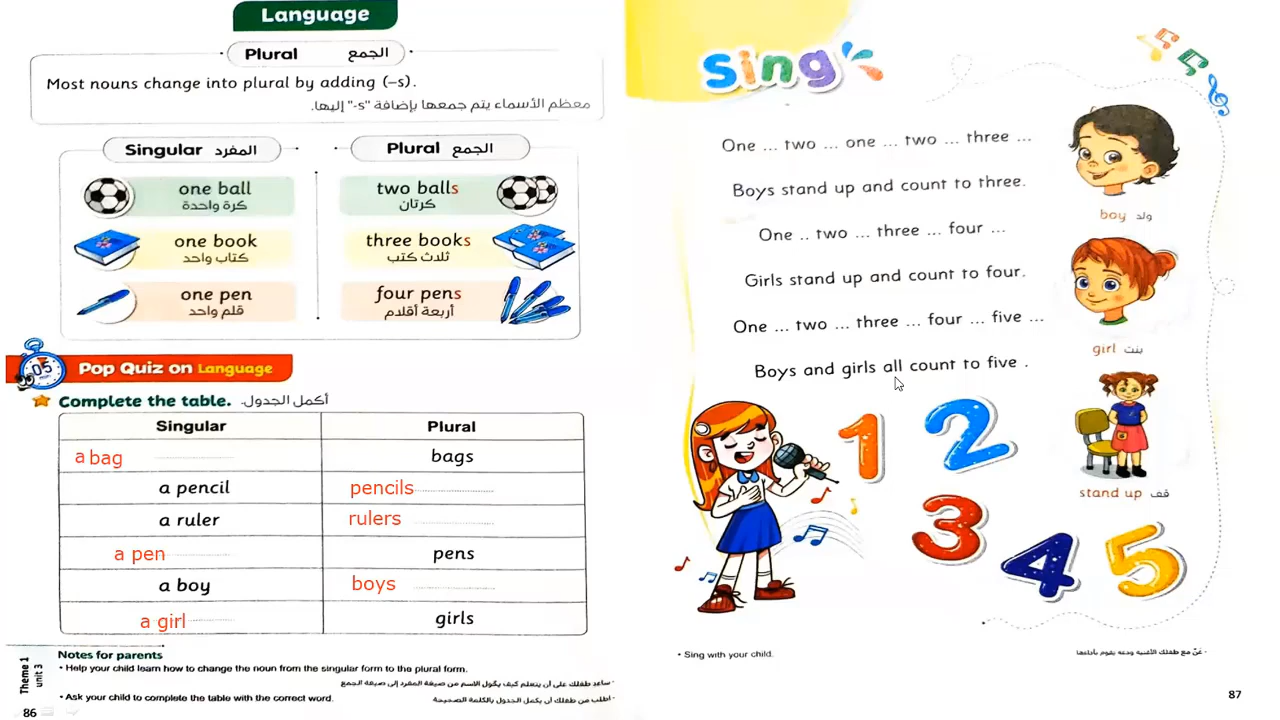 Language
Plural الجمع
Most nouns change into plural by adding (–s).
معظم الأسماء يتم جمعها بإضافة "s-" إليها.
Singular المفرد
Plural الجمع
one ball
كرة واحدة
two balls
كرتان
one book
كتاب واحد
three books
ثلاث كتب
one pen
قلم واحد
four pens
أربعة أقلام
05
Pop Quiz on Language
Complete the table. أكمل الجدول.
Singular Plural
a bag bags
a pencil pencils
a ruler rulers
a pen pens
a boy boys
a girl girls
Notes for parents
• Help your child learn how to change the noun from the singular form to the plural form.
- ساعد طفلك على أن يتعلم كيف يكول الاسم من صيغة المفرد إلى صيغة الجمع
• Ask your child to complete the table with the correct word.
- اطلب من طفلك أن يكمل الجدول بالكلمة الصحيحة
Theme 1
unit 3
86
Sing
One ... two ... one ... two ... three ...
Boys stand up and count to three.
One .. two ... three ... four ...
Girls stand up and count to four.
One ... two ... three ... four ... five ...
Boys and girls all count to five .
boy ولد
girl بنت
stand up قف
1 2
3 4 5
• Sing with your child.
- غَنِّ مع طفلك الأغنية ودعه يقوم بأداءها
87